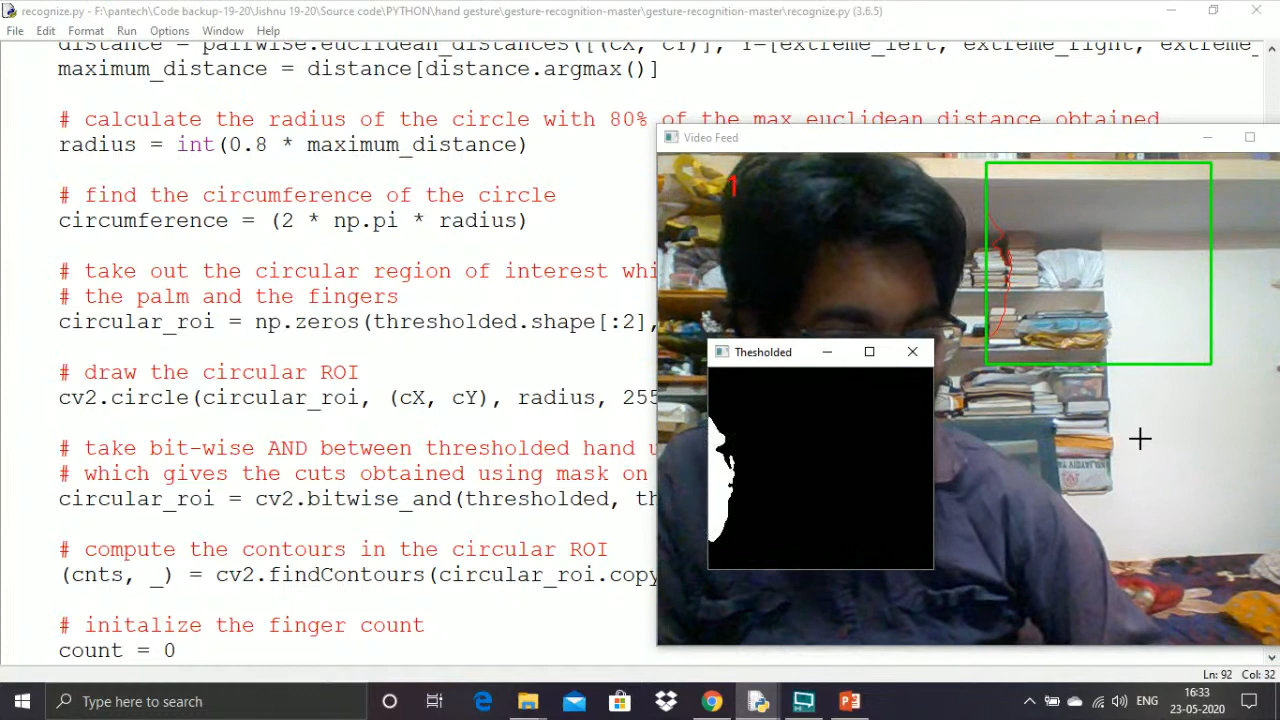 recognize.py - F:\pantech\Code backup-19-20\Jishnu 19-20\Source code\PYTHON\hand gesture\gesture-recognition-master\gesture-recognition-master\recognize.py (3.6.5)
File Edit Format Run Options Window Help
distance = pairwise.euclidean_distances([(cX, cY)], Y=[extreme_left, extreme_right, extreme_
maximum_distance = distance[distance.argmax()]
# calculate the radius of the circle with 80% of the max euclidean distance obtained
radius = int(0.8 * maximum_distance)
Video Feed
1
# find the circumference of the circle
circumference = (2 * np.pi * radius)
# take out the circular region of interest whi
# the palm and the fingers
circular_roi = np.zeros(thresholded.shape[:2],
Thesholded
# draw the circular ROI
cv2.circle(circular_roi, (cX, cY), radius, 255
# take bit-wise AND between thresholded hand u
# which gives the cuts obtained using mask on
circular_roi = cv2.bitwise_and(thresholded, th
# compute the contours in the circular ROI
(cnts, _) = cv2.findContours(circular_roi.copy
# initalize the finger count
count = 0
Ln: 92 Col: 32
Type here to search
ENG
16:33
23-05-2020